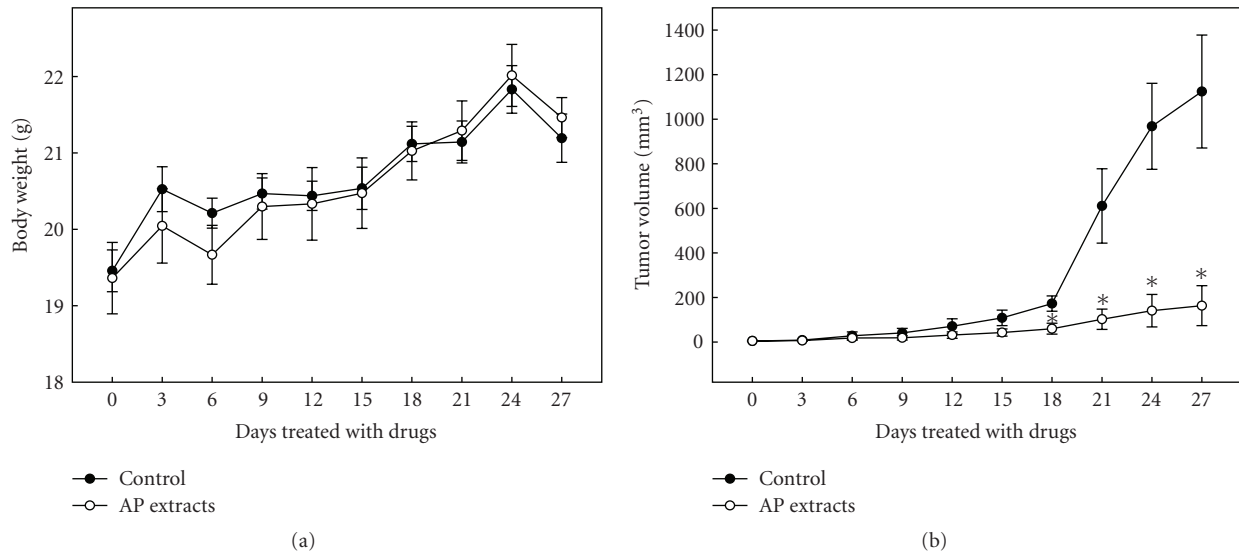 22
21
20
19
18
Body weight (g)
0 3 6 9 12 15 18 21 24 27
Days treated with drugs
Control
AP extracts
(a)
1400
1200
1000
800
600
400
200
0
Tumor volume (mm³)
* * * *
0 3 6 9 12 15 18 21 24 27
Days treated with drugs
Control
AP extracts
(b)